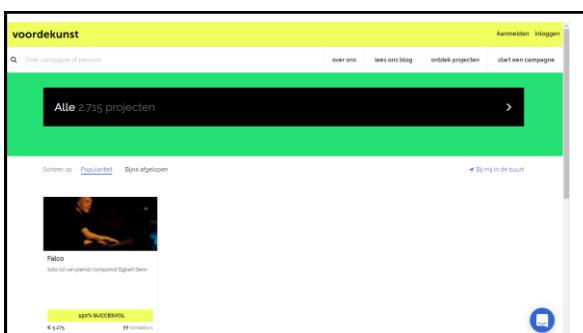 voordekunst
Aanmelden Inloggen
Zoek campagne of persoon
over ons lees ons blog ontdek projecten start een campagne
Alle 2.715 projecten
Sorteer op: Populariteit Bijna afgelopen
Bij mij in de buurt
Falco
Solo cd van pianist/componist Egbert Derix
150% SUCCESVOL
€ 5.275 77 donateurs